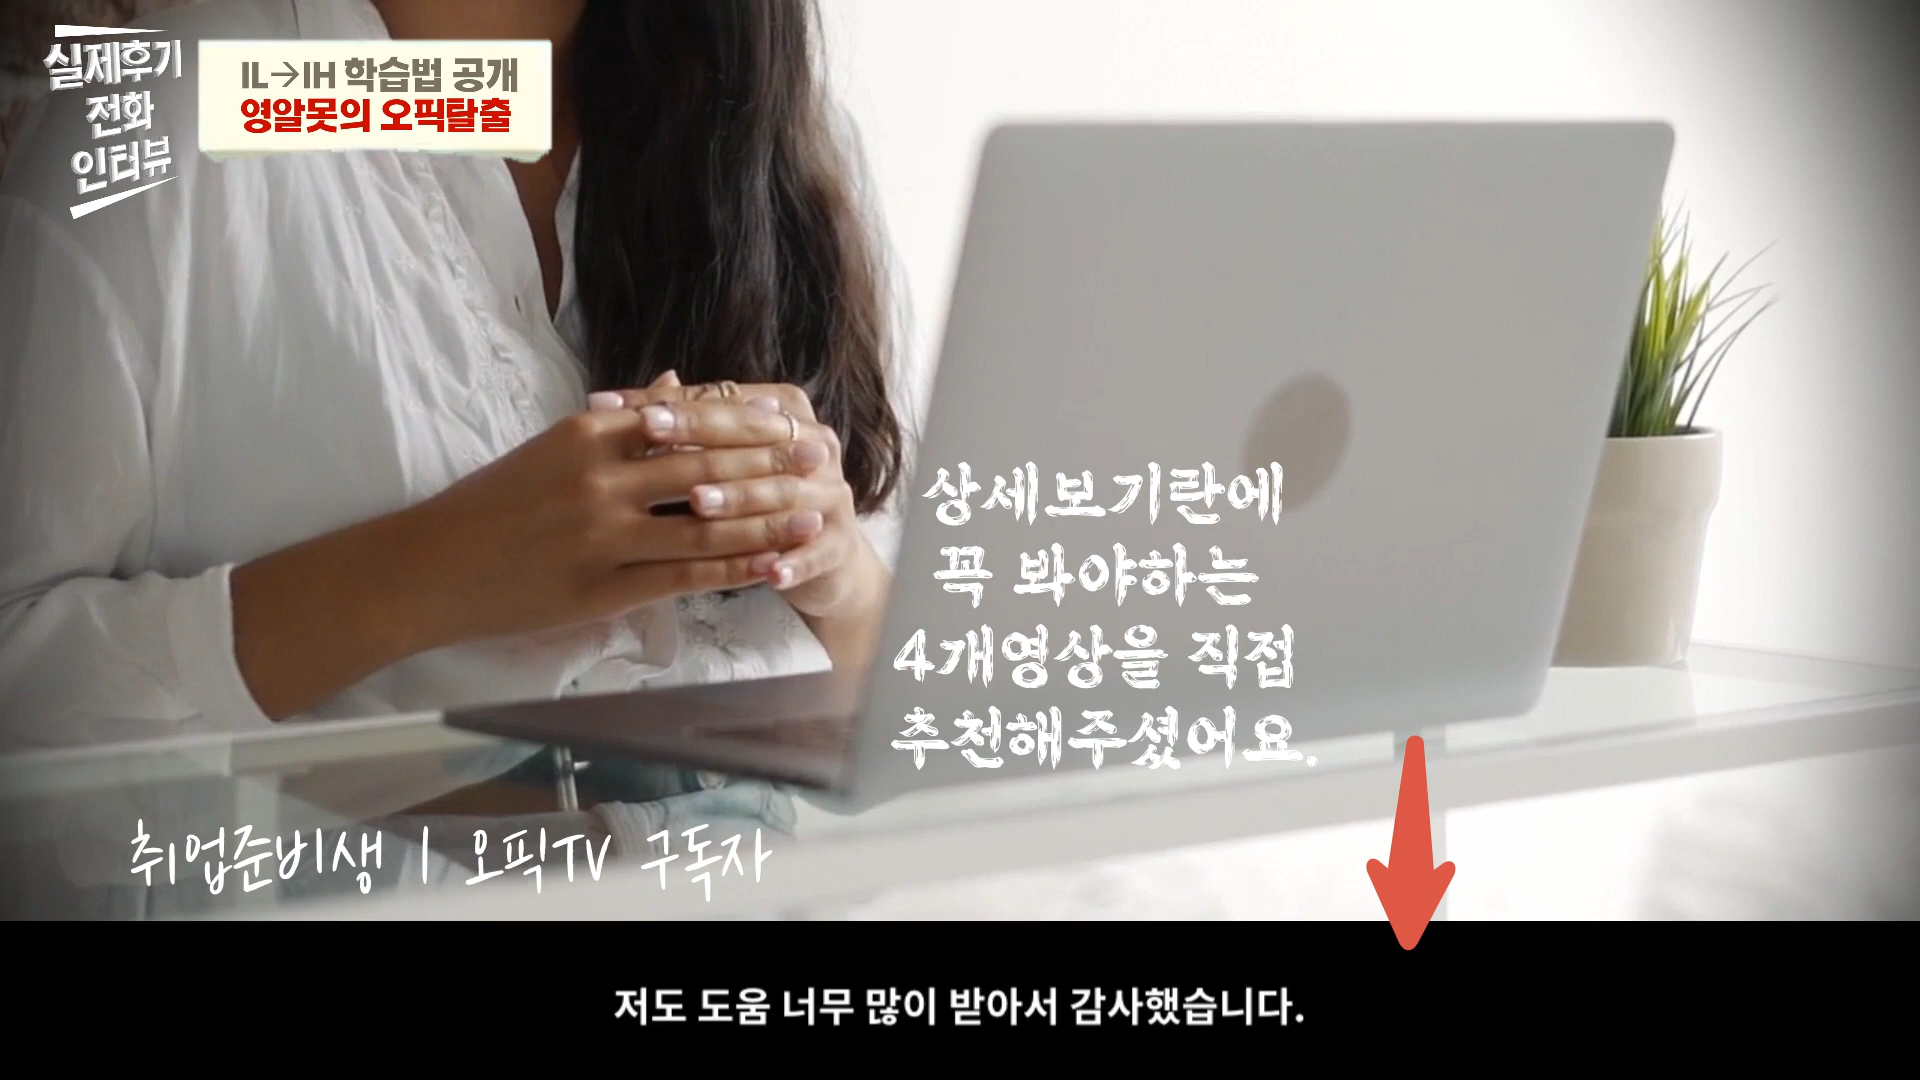 실제후기
전화
인터뷰
IL→IH 학습법 공개
영알못의 오픽탈출
상세보기란에
꼭 봐야하는
4개영상을 직접
추천해주셨어요.
취업준비생 | 오픽TV 구독자
저도 도움 너무 많이 받아서 감사했습니다.